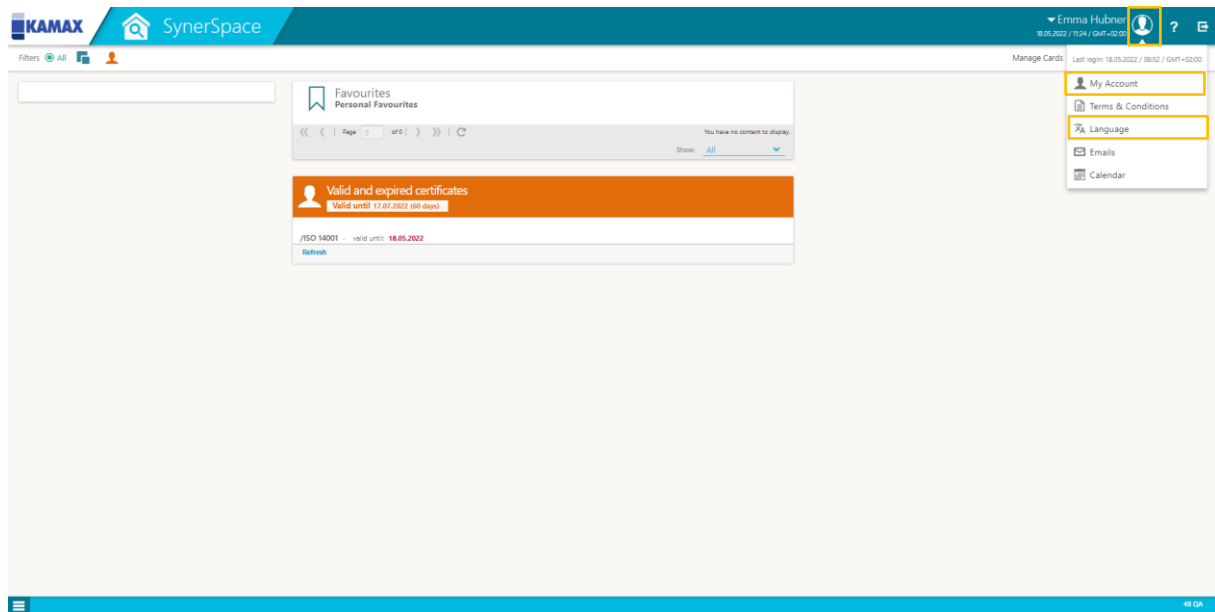 KAMAX
SynerSpace
Emma Hubner
18.05.2022 / 11:24 / GMT+02:00
?
Filters All
Manage Cards
Last login: 18.05.2022 / 08:52 / GMT+02:00
My Account
Terms & Conditions
Language
Emails
Calendar
Favourites
Personal Favourites
Page 0 of 0
You have no content to display.
Show: All
Valid and expired certificates
Valid until 17.07.2022 (60 days)
/ISO 14001 - valid until: 18.05.2022
Refresh
48 QA